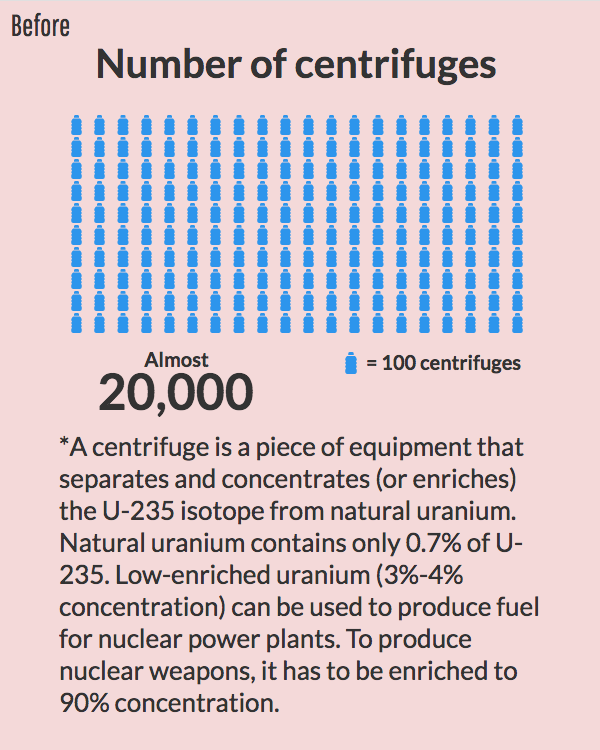 Before
Number of centrifuges
Almost
20,000
= 100 centrifuges
*A centrifuge is a piece of equipment that
separates and concentrates (or enriches)
the U-235 isotope from natural uranium.
Natural uranium contains only 0.7% of U-
235. Low-enriched uranium (3%-4%
concentration) can be used to produce fuel
for nuclear power plants. To produce
nuclear weapons, it has to be enriched to
90% concentration.